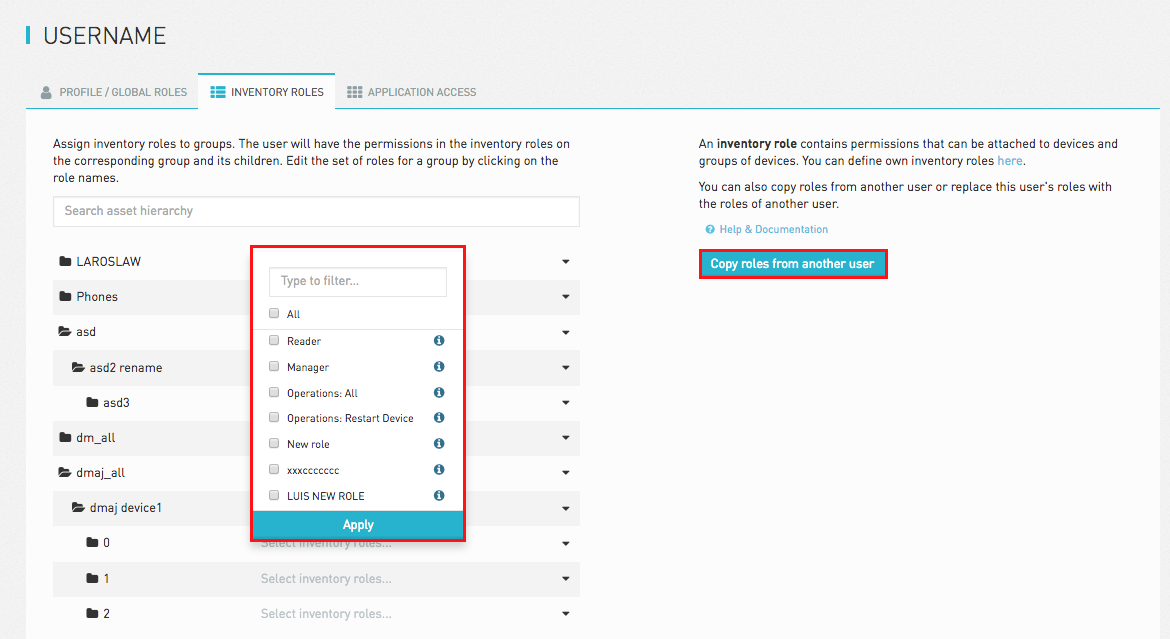 USERNAME
PROFILE / GLOBAL ROLES
INVENTORY ROLES
APPLICATION ACCESS
Assign inventory roles to groups. The user will have the permissions in the inventory roles on
the corresponding group and its children. Edit the set of roles for a group by clicking on the
role names.
Search asset hierarchy
LAROSLAW
Phones
asd
asd2 rename
asd3
dm_all
dmaj_all
dmaj device1
0
Select inventory roles...
1
Select inventory roles...
2
Select inventory roles...
Type to filter...
All
Reader
Manager
Operations: All
Operations: Restart Device
New role
xxxccccccc
LUIS NEW ROLE
Apply
An inventory role contains permissions that can be attached to devices and
groups of devices. You can define own inventory roles here.
You can also copy roles from another user or replace this user's roles with
the roles of another user.
Help & Documentation
Copy roles from another user